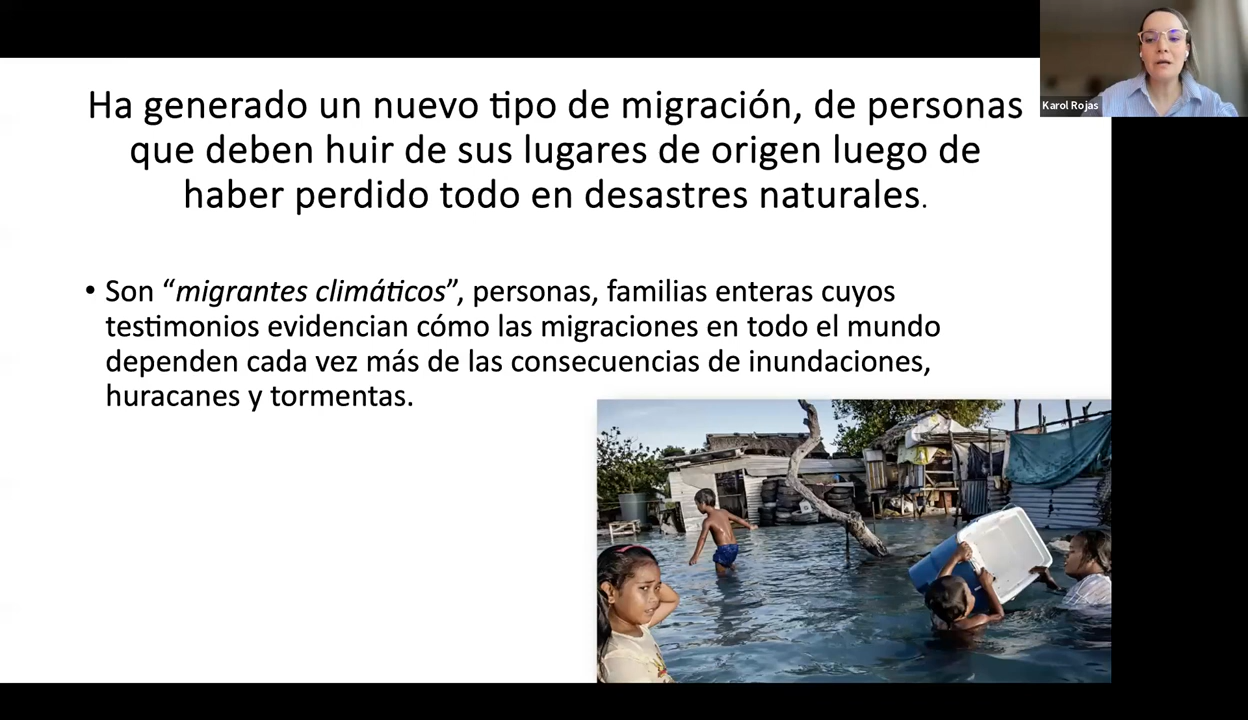 Ha generado un nuevo tipo de migración, de personas
que deben huir de sus lugares de origen luego de
haber perdido todo en desastres naturales.
• Son “migrantes climáticos”, personas, familias enteras cuyos
testimonios evidencian cómo las migraciones en todo el mundo
dependen cada vez más de las consecuencias de inundaciones,
huracanes y tormentas.
Karol Rojas